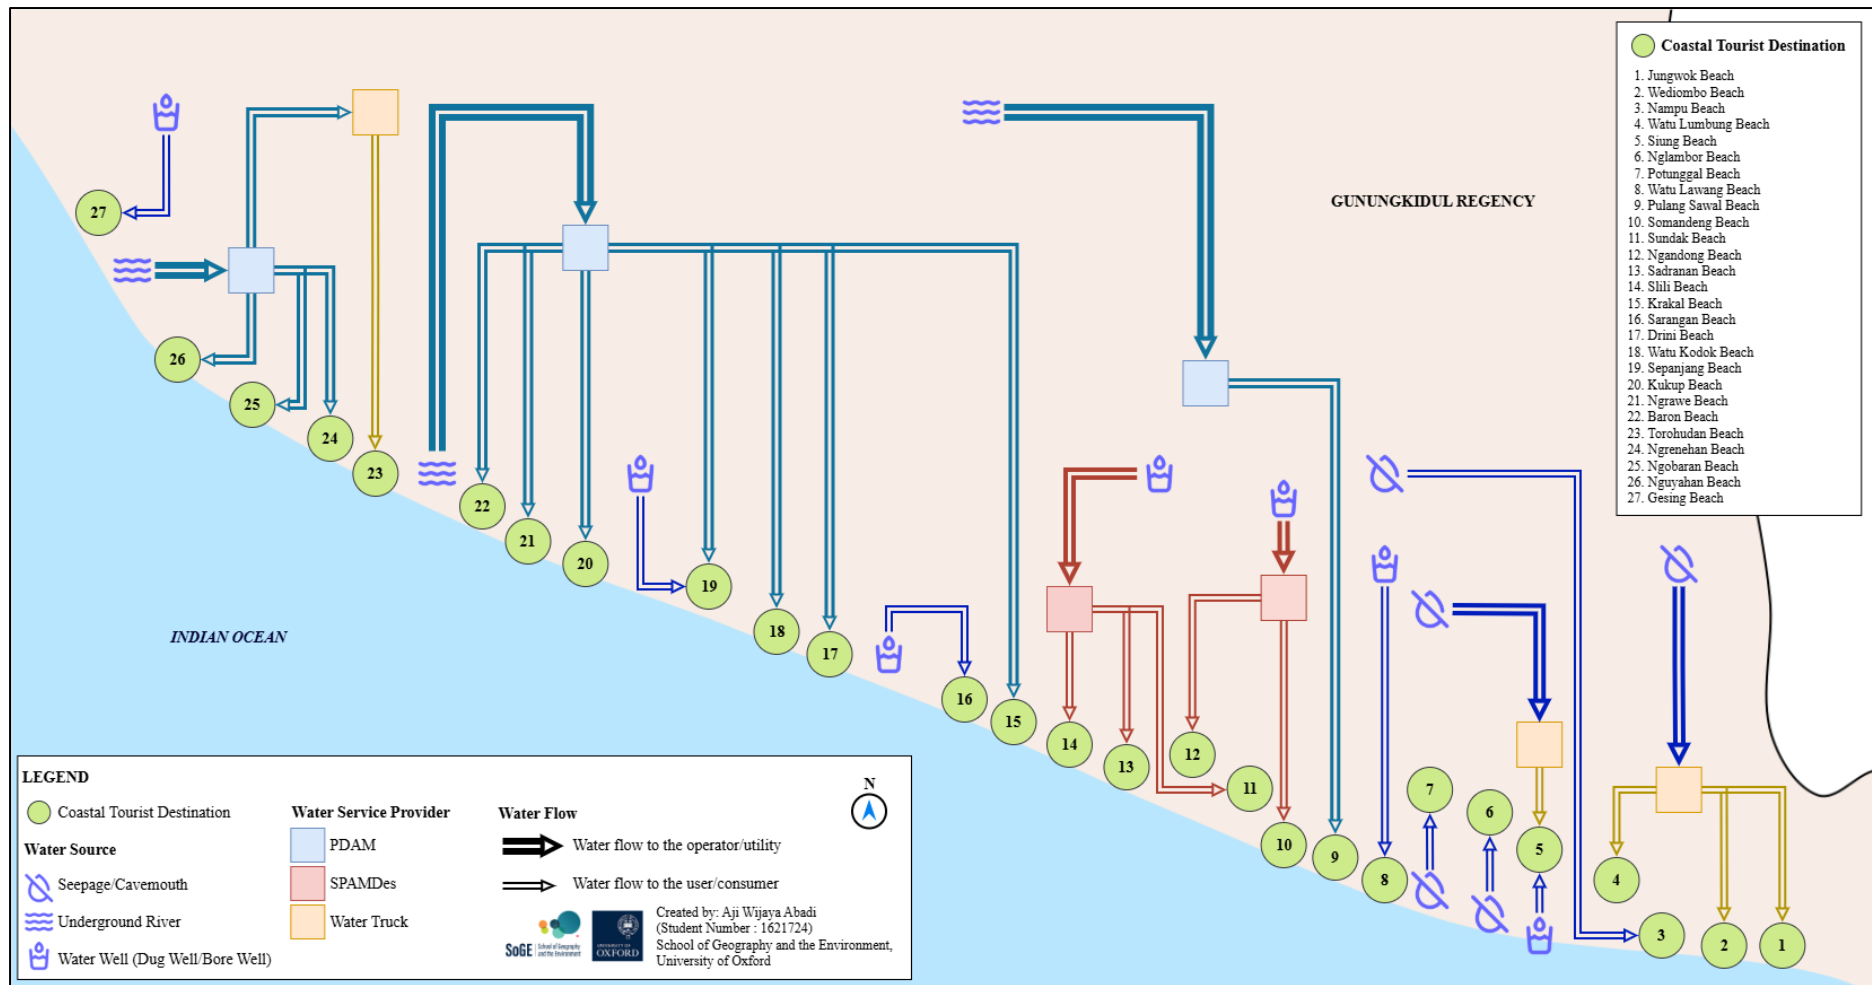 Coastal Tourist Destination
1. Jungwok Beach
2. Wediombo Beach
3. Nampu Beach
4. Watu Lumbung Beach
5. Siung Beach
6. Nglambor Beach
7. Potunggal Beach
8. Watu Lawang Beach
9. Pulang Sawal Beach
10. Somandeng Beach
11. Sundak Beach
12. Ngandong Beach
13. Sadranan Beach
14. Slili Beach
15. Krakal Beach
16. Sarangan Beach
17. Drini Beach
18. Watu Kodok Beach
19. Sepanjang Beach
20. Kukup Beach
21. Ngrawe Beach
22. Baron Beach
23. Torohudan Beach
24. Ngrenehan Beach
25. Ngobaran Beach
26. Nguyahan Beach
27. Gesing Beach
GUNUNGKIDUL REGENCY
INDIAN OCEAN
27
26
25
24
23
22
21
20
19
18
17
16
15
14
13
12
11
10
9
8
7
6
5
4
3
2
1
LEGEND
Coastal Tourist Destination
Water Source
Seepage/Cavemouth
Underground River
Water Well (Dug Well/Bore Well)
Water Service Provider
PDAM
SPAMDes
Water Truck
Water Flow
Water flow to the operator/utility
Water flow to the user/consumer
N
SoGE
School of Geography
and the Environment
UNIVERSITY OF
OXFORD
Created by: Aji Wijaya Abadi
(Student Number : 1621724)
School of Geography and the Environment,
University of Oxford